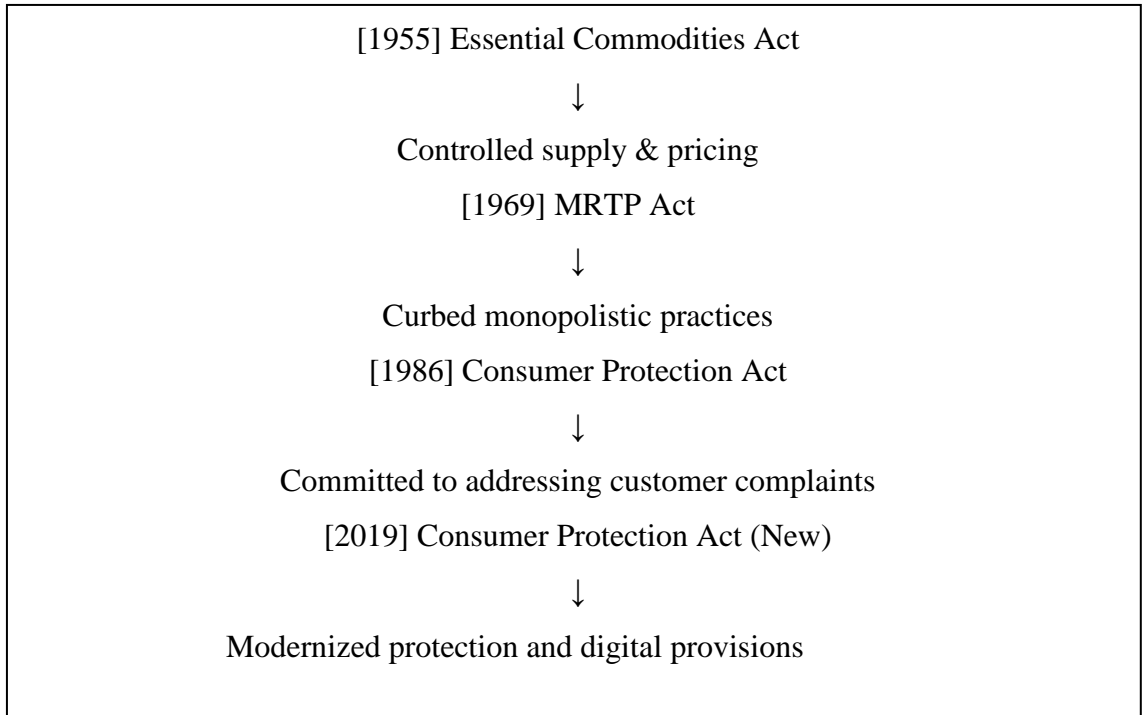 [1955] Essential Commodities Act
↓
Controlled supply & pricing
[1969] MRTP Act
↓
Curbed monopolistic practices
[1986] Consumer Protection Act
↓
Committed to addressing customer complaints
[2019] Consumer Protection Act (New)
↓
Modernized protection and digital provisions